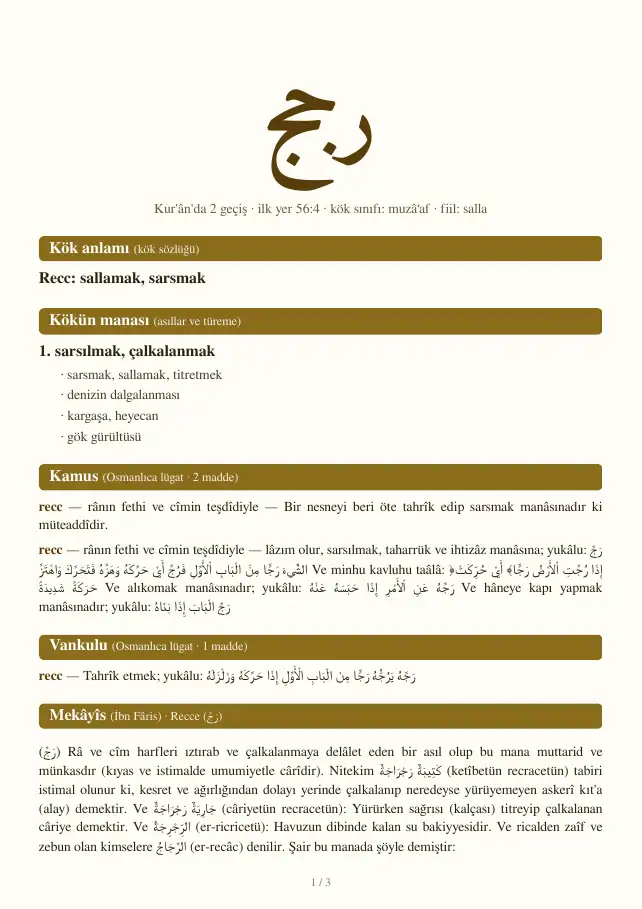 رجج
Kur'ân'da 2 geçiş · ilk yer 56:4 · kök sınıfı: muzâ'af · fiil: salla
Kök anlamı (kök sözlüğü)
Recc: sallamak, sarsmak
Kökün manası (asıllar ve türeme)
1. sarsılmak, çalkalanmak
· sarsmak, sallamak, titretmek
· denizin dalgalanması
· kargaşa, heyecan
· gök gürültüsü
Kamus (Osmanlıca lügat · 2 madde)
recc — rânın fethi ve cîmin teşdîdiyle — Bir nesneyi beri öte tahrîk edip sarsmak manâsınadır ki
müteaddîdir.
recc — rânın fethi ve cîmin teşdîdiyle — lâzım olur, sarsılmak, taharrük ve ihtizâz manâsına; yukâlu: رَجَّ
الشَّيْءَ رَجًّا مِنَ الْبَابِ الْأَوَّلِ فَرُجَّ أَيْ حَرَّكَهُ وَهَزَّهُ فَتَحَرَّكَ وَاهْتَزَّ Ve minhu kavluhu taâlâ: ﴿إِذَا رُجَّتِ الْأَرْضُ رَجًّا﴾ أَيْ حُرِّكَتْ
حَرَكَةً شَدِيدَةً Ve alıkomak manâsınadır; yukâlu: رَجَّهُ عَنِ الْأَمْرِ إِذَا حَبَسَهُ عَنْهُ Ve hâneye kapı yapmak
manâsınadır; yukâlu: رَجَّ الْبَابَ إِذَا بَنَاهُ
Vankulu (Osmanlıca lügat · 1 madde)
recc — Tahrîk etmek; yukâlu: رَجَّهُ يَرُجُّهُ رَجًّا مِنَ الْبَابِ الْأَوَّلِ إِذَا حَرَّكَهُ وَزَلْزَلَهُ
Mekâyîs (İbn Fâris) · Recce (رَجَّ)
(رَجَّ) Râ ve cîm harfleri ıztırab ve çalkalanmaya delâlet eden bir asıl olup bu mana muttarid ve
münkasdır (kıyas ve istimalde umumiyetle cârîdir). Nitekim كَتِيبَةٌ رَجْرَاجَةٌ (ketîbetün recracetün) tabiri
istimal olunur ki, kesret ve ağırlığından dolayı yerinde çalkalanıp neredeyse yürüyemeyen askerî kıt'a
(alay) demektir. Ve جَارِيَةٌ رَجْرَاجَةٌ (câriyetün recracetün): Yürürken sağrısı (kalçası) titreyip çalkalanan
câriye demektir. Ve الرِّجْرِجَةُ (er-ricricetü): Havuzun dibinde kalan su bakiyyesidir. Ve ricalden zaîf ve
zebun olan kimselere الرَّجَاجُ (er-recâc) denilir. Şair bu manada şöyle demiştir:
1 / 3